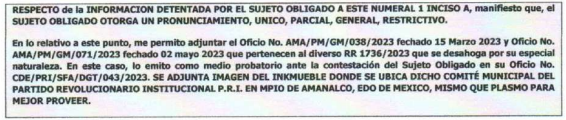 RESPECTO de la INFORMACION DETENTADA POR EL SUJETO OBLIGADO A ESTE NUMERAL 1 INCISO A, manifiesto que, el
SUJETO OBLIGADO OTORGA UN PRONUNCIAMIENTO, UNICO, PARCIAL, GENERAL, RESTRICTIVO.
En lo relativo a este punto, me permito adjuntar el Oficio No. AMA/PM/GM/038/2023 fechado 15 Marzo 2023 y Oficio No.
AMA/PM/GM/071/2023 fechado 02 mayo 2023 que pertenecen al diverso RR 1736/2023 que se desahoga por su especial
naturaleza. En este caso, lo emito como medio probatorio ante la contestación del Sujeto Obligado en su Oficio No.
CDE/PRI/SFA/DGT/043/2023. SE ADJUNTA IMAGEN DEL INKMUEBLE DONDE SE UBICA DICHO COMITÉ MUNICIPAL DEL
PARTIDO REVOLUCIONARIO INSTITUCIONAL P.R.I. EN MPIO DE AMANALCO, EDO DE MEXICO, MISMO QUE PLASMO PARA
MEJOR PROVEER.